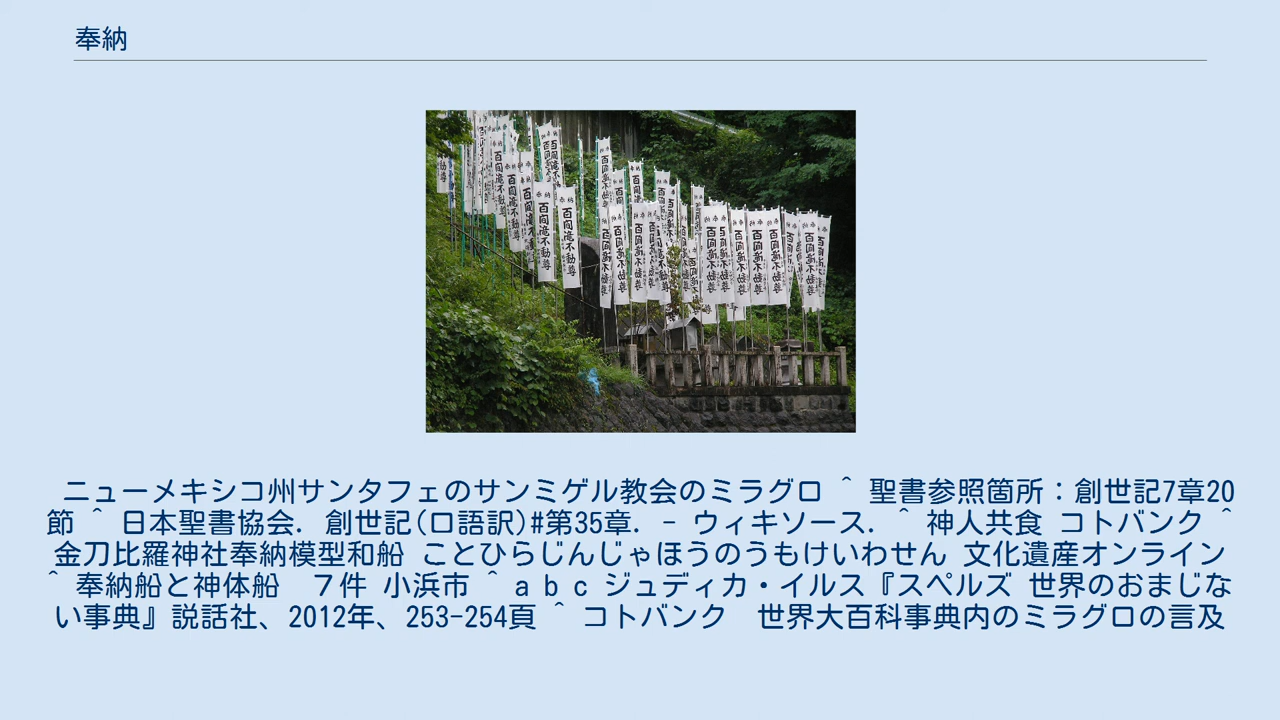 奉納
奉納
百間滝不動尊
ニューメキシコ州サンタフェのサンミゲル教会のミラグロ ^ 聖書参照箇所：創世記7章20
節 ^ 日本聖書協会. 創世記(口語訳)#第35章. - ウィキソース. ^ 神人共食 コトバンク ^
金刀比羅神社奉納模型和船 ことひらじんじゃほうのうもけいわせん 文化遺産オンライン
^ 奉納船と神体船　７件 小浜市 ^ a b c ジュディカ・イルス『スペルズ 世界のおまじな
い事典』説話社、2012年、253-254頁 ^ コトバンク　世界大百科事典内のミラグロの言及